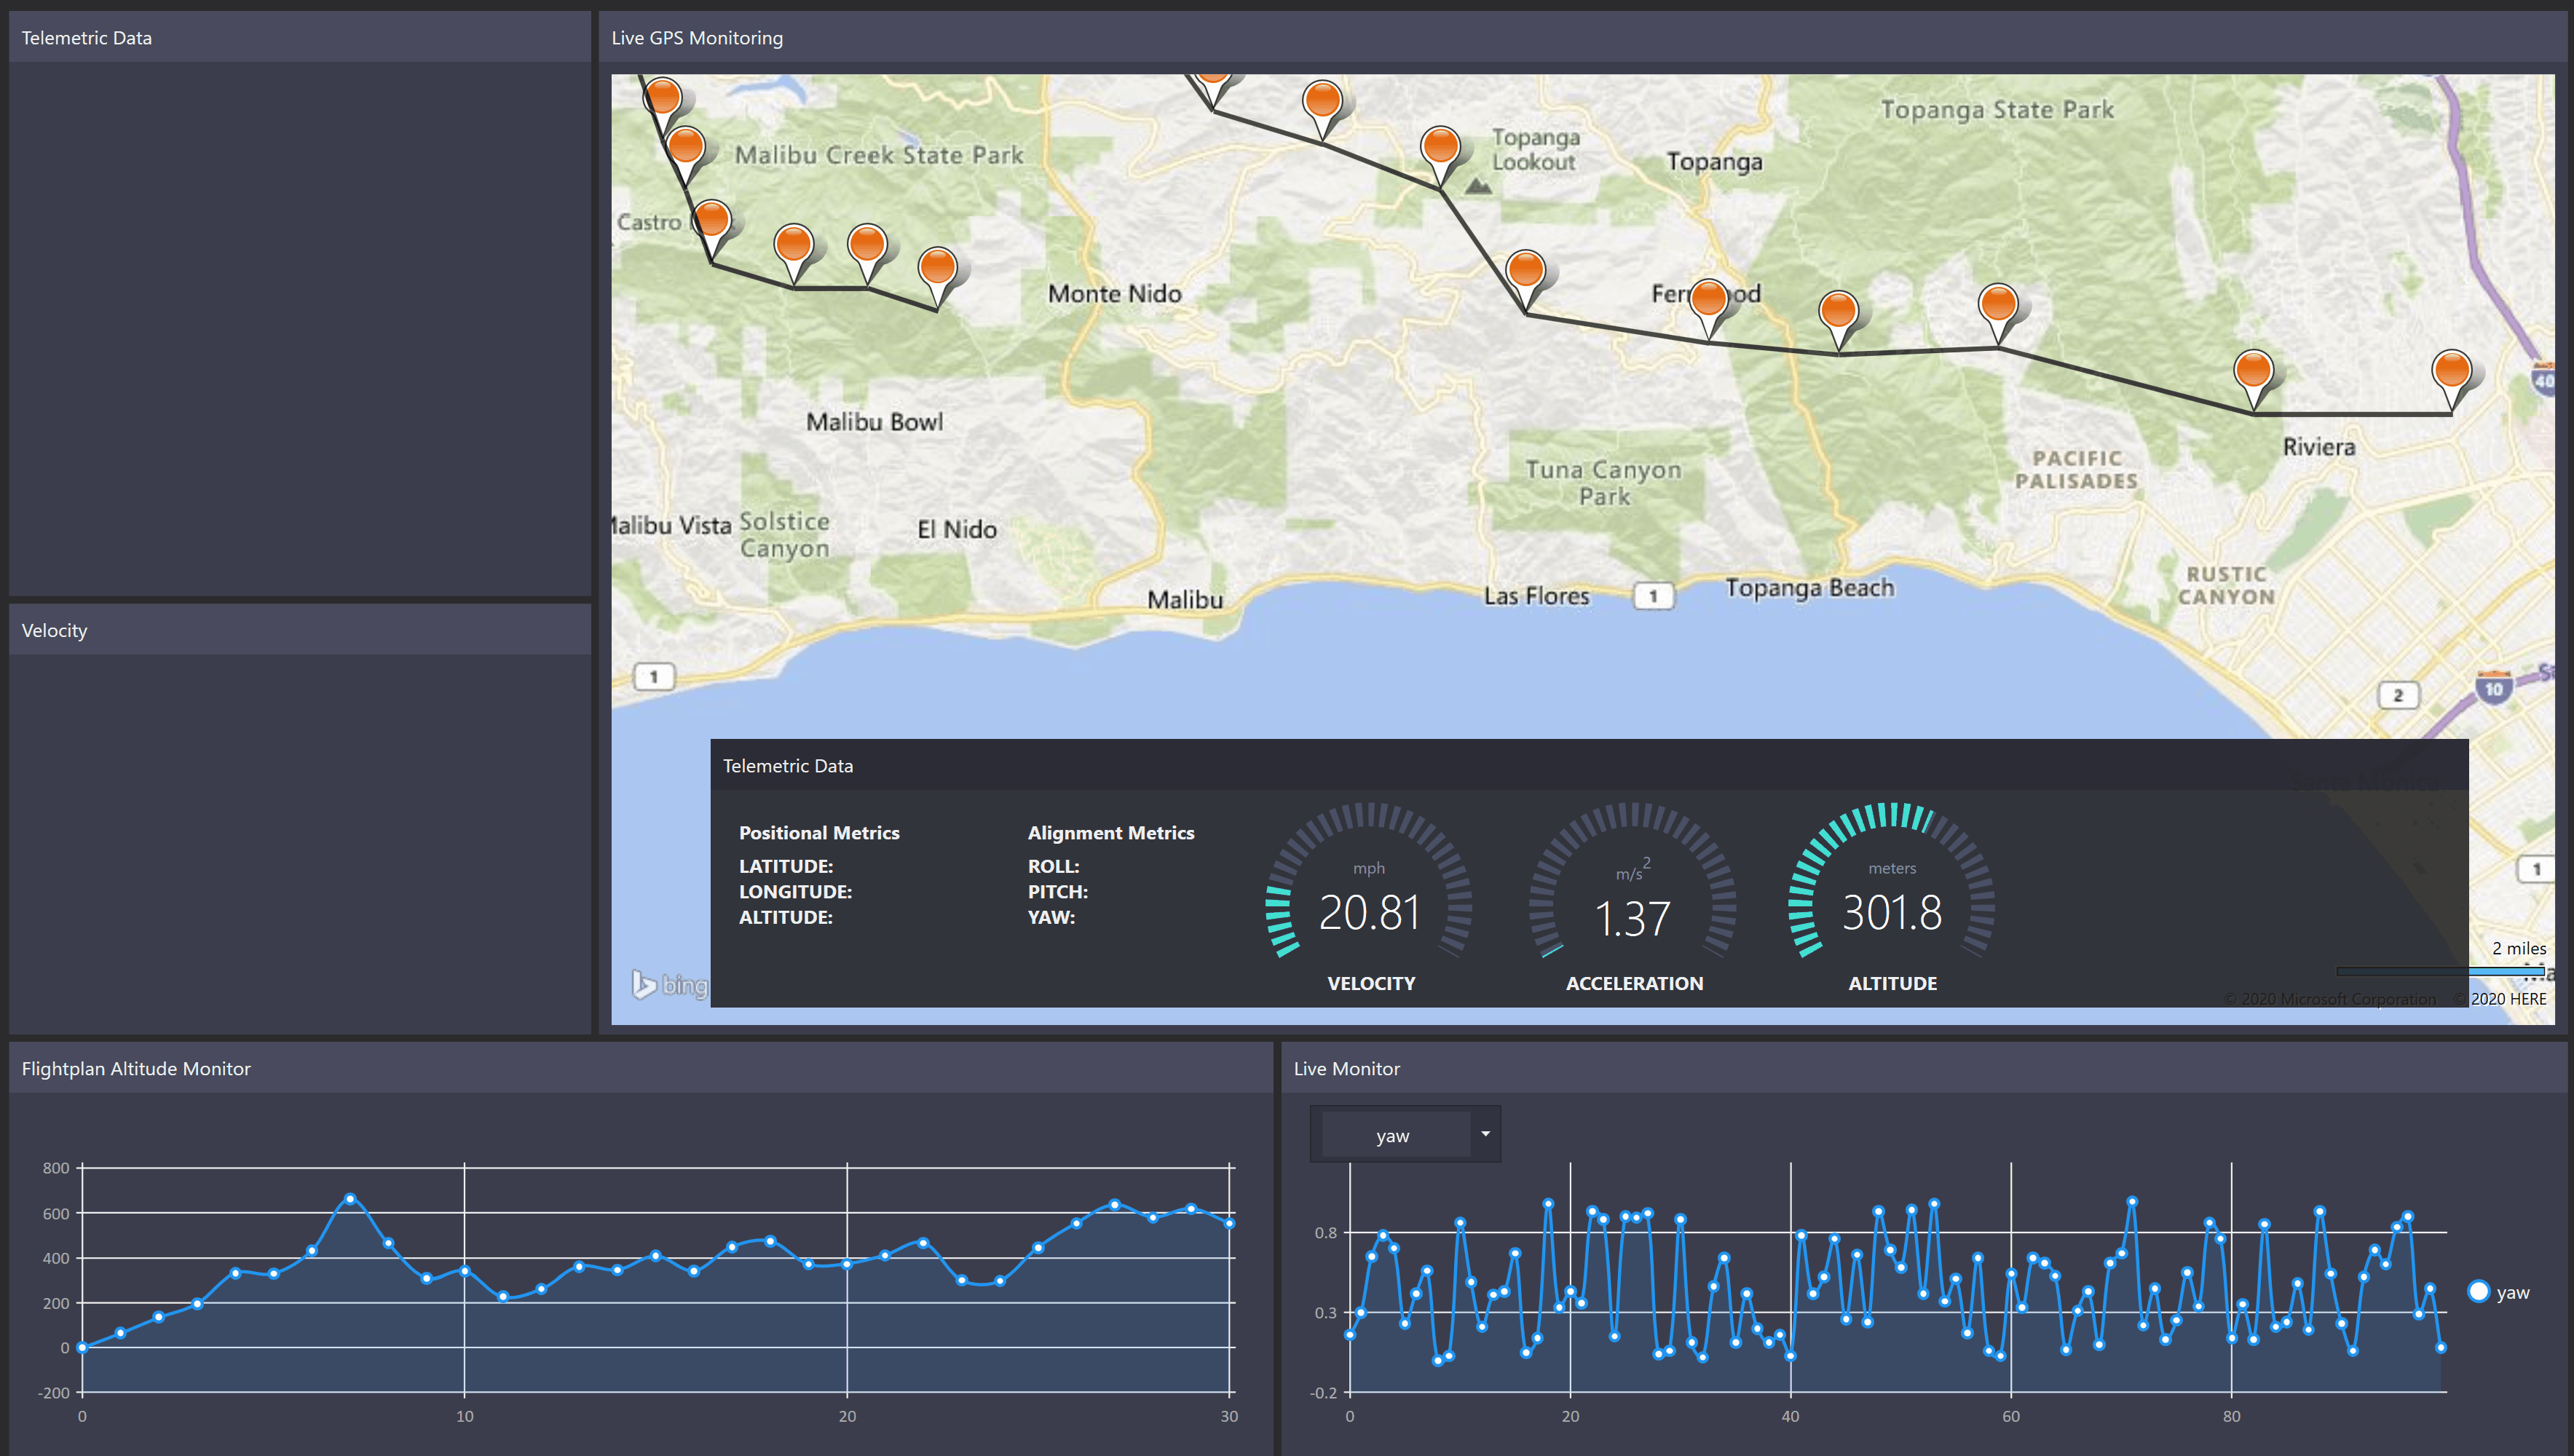 Telemetric Data
Live GPS Monitoring
Topanga State Park
Topanga
Lookout
Topanga
Malibu Creek State Park
Castro
Monte Nido
Malibu Bowl
Riviera
PACIFIC
PALISADES
Tuna Canyon
Park
Malibu Vista
Solstice
Canyon
El Nido
RUSTIC
CANYON
Malibu
Las Flores
1
Topanga Beach
Velocity
1
2
10
Telemetric Data
Positional Metrics
LATITUDE:
LONGITUDE:
ALTITUDE:
Alignment Metrics
ROLL:
PITCH:
YAW:
mph
20.81
VELOCITY
m/s2
1.37
ACCELERATION
meters
301.8
ALTITUDE
1
2 miles
bing
© 2020 Microsoft Corporation © 2020 HERE
Flightplan Altitude Monitor
800
600
400
200
0
-200
0 10 20 30
Live Monitor
yaw
0.8
0.3
-0.2
0 20 40 60 80
yaw